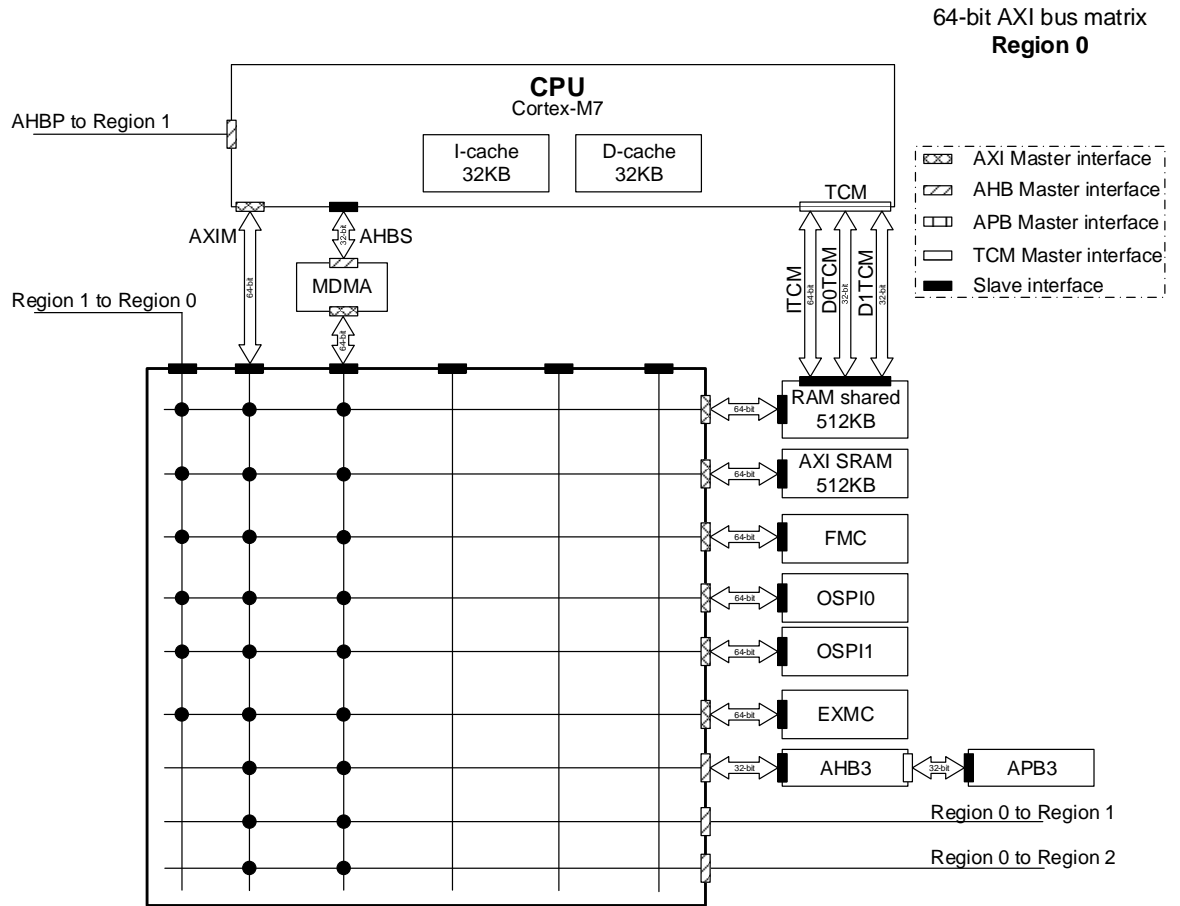 64-bit AXI bus matrix
Region 0
CPU
Cortex-M7
AHBP to Region 1
I-cache
32KB
D-cache
32KB
AXI Master interface
AHB Master interface
APB Master interface
TCM Master interface
Slave interface
TCM
AXIM
32-bit
AHBS
64-bit
MDMA
ITCM
64-bit
D0TCM
32-bit
D1TCM
32-bit
Region 1 to Region 0
64-bit
64-bit
RAM shared
512KB
64-bit
AXI SRAM
512KB
64-bit
FMC
64-bit
OSPI0
64-bit
OSPI1
64-bit
EXMC
32-bit
AHB3
32-bit
APB3
Region 0 to Region 1
Region 0 to Region 2